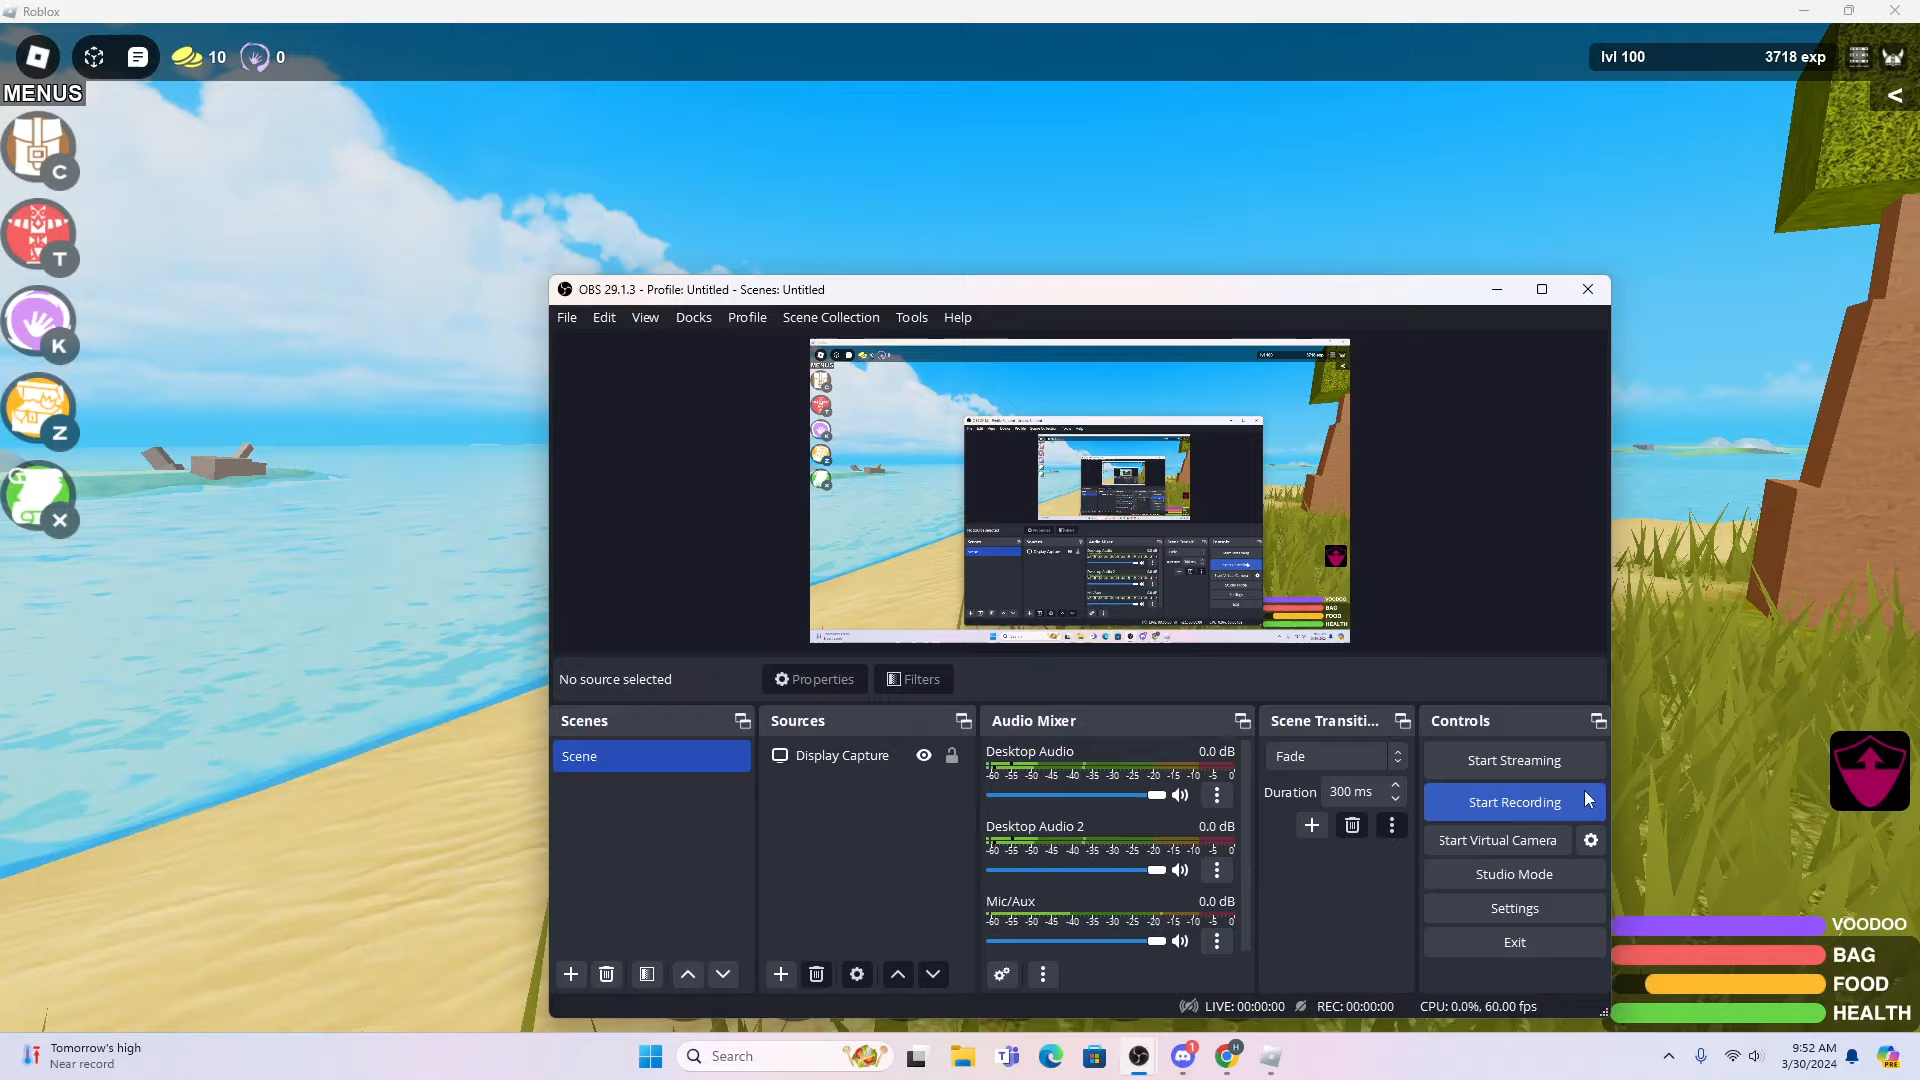 Roblox
10 0
lvl 100 3718 exp
MENUS
<
C
T
K
Z
X
OBS 29.1.3 - Profile: Untitled - Scenes: Untitled
File Edit View Docks Profile Scene Collection Tools Help
No source selected Properties Filters
Scenes Sources Audio Mixer Scene Transiti... Controls
Scene
Display Capture
Desktop Audio 0.0 dB
-60 -55 -50 -45 -40 -35 -30 -25 -20 -15 -10 -5 0
Desktop Audio 2 0.0 dB
-60 -55 -50 -45 -40 -35 -30 -25 -20 -15 -10 -5 0
Mic/Aux 0.0 dB
-60 -55 -50 -45 -40 -35 -30 -25 -20 -15 -10 -5 0
Fade
Duration 300 ms
Start Streaming
Start Recording
Start Virtual Camera
Studio Mode
Settings
Exit
LIVE: 00:00:00 REC: 00:00:00 CPU: 0.0%, 60.00 fps
VOODOO
BAG
FOOD
HEALTH
Tomorrow's high
Near record
Search
1
H
9:52 AM
3/30/2024
PRE